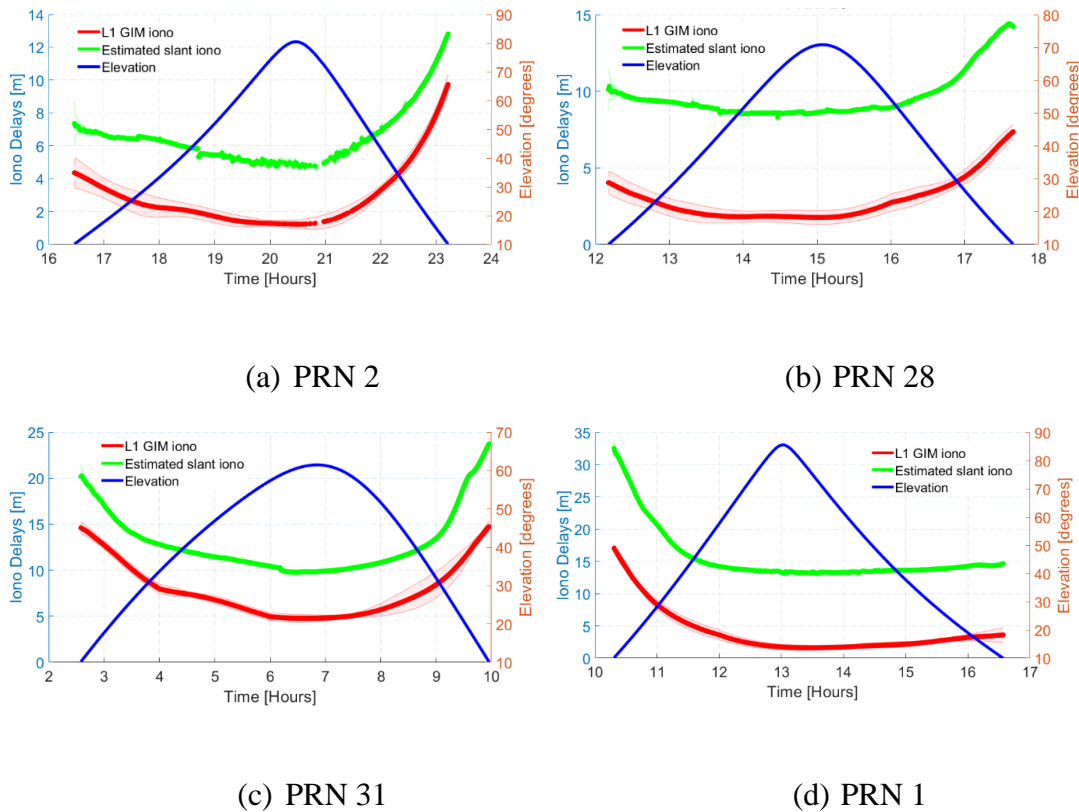 L1 GIM iono
Estimated slant iono
Elevation
Iono Delays [m]
14
12
10
8
6
4
2
0
Elevation [degrees]
90
80
70
60
50
40
30
20
10
16 17 18 19 20 21 22 23 24
Time [Hours]
(a) PRN 2
L1 GIM iono
Estimated slant iono
Elevation
Iono Delays [m]
15
10
5
0
Elevation [degrees]
80
70
60
50
40
30
20
10
12 13 14 15 16 17 18
Time [Hours]
(b) PRN 28
L1 GIM iono
Estimated slant iono
Elevation
Iono Delays [m]
25
20
15
10
5
0
Elevation [degrees]
70
60
50
40
30
20
10
2 3 4 5 6 7 8 9 10
Time [Hours]
(c) PRN 31
L1 GIM iono
Estimated slant iono
Elevation
Iono Delays [m]
35
30
25
20
15
10
5
0
Elevation [degrees]
90
80
70
60
50
40
30
20
10
10 11 12 13 14 15 16 17
Time [Hours]
(d) PRN 1